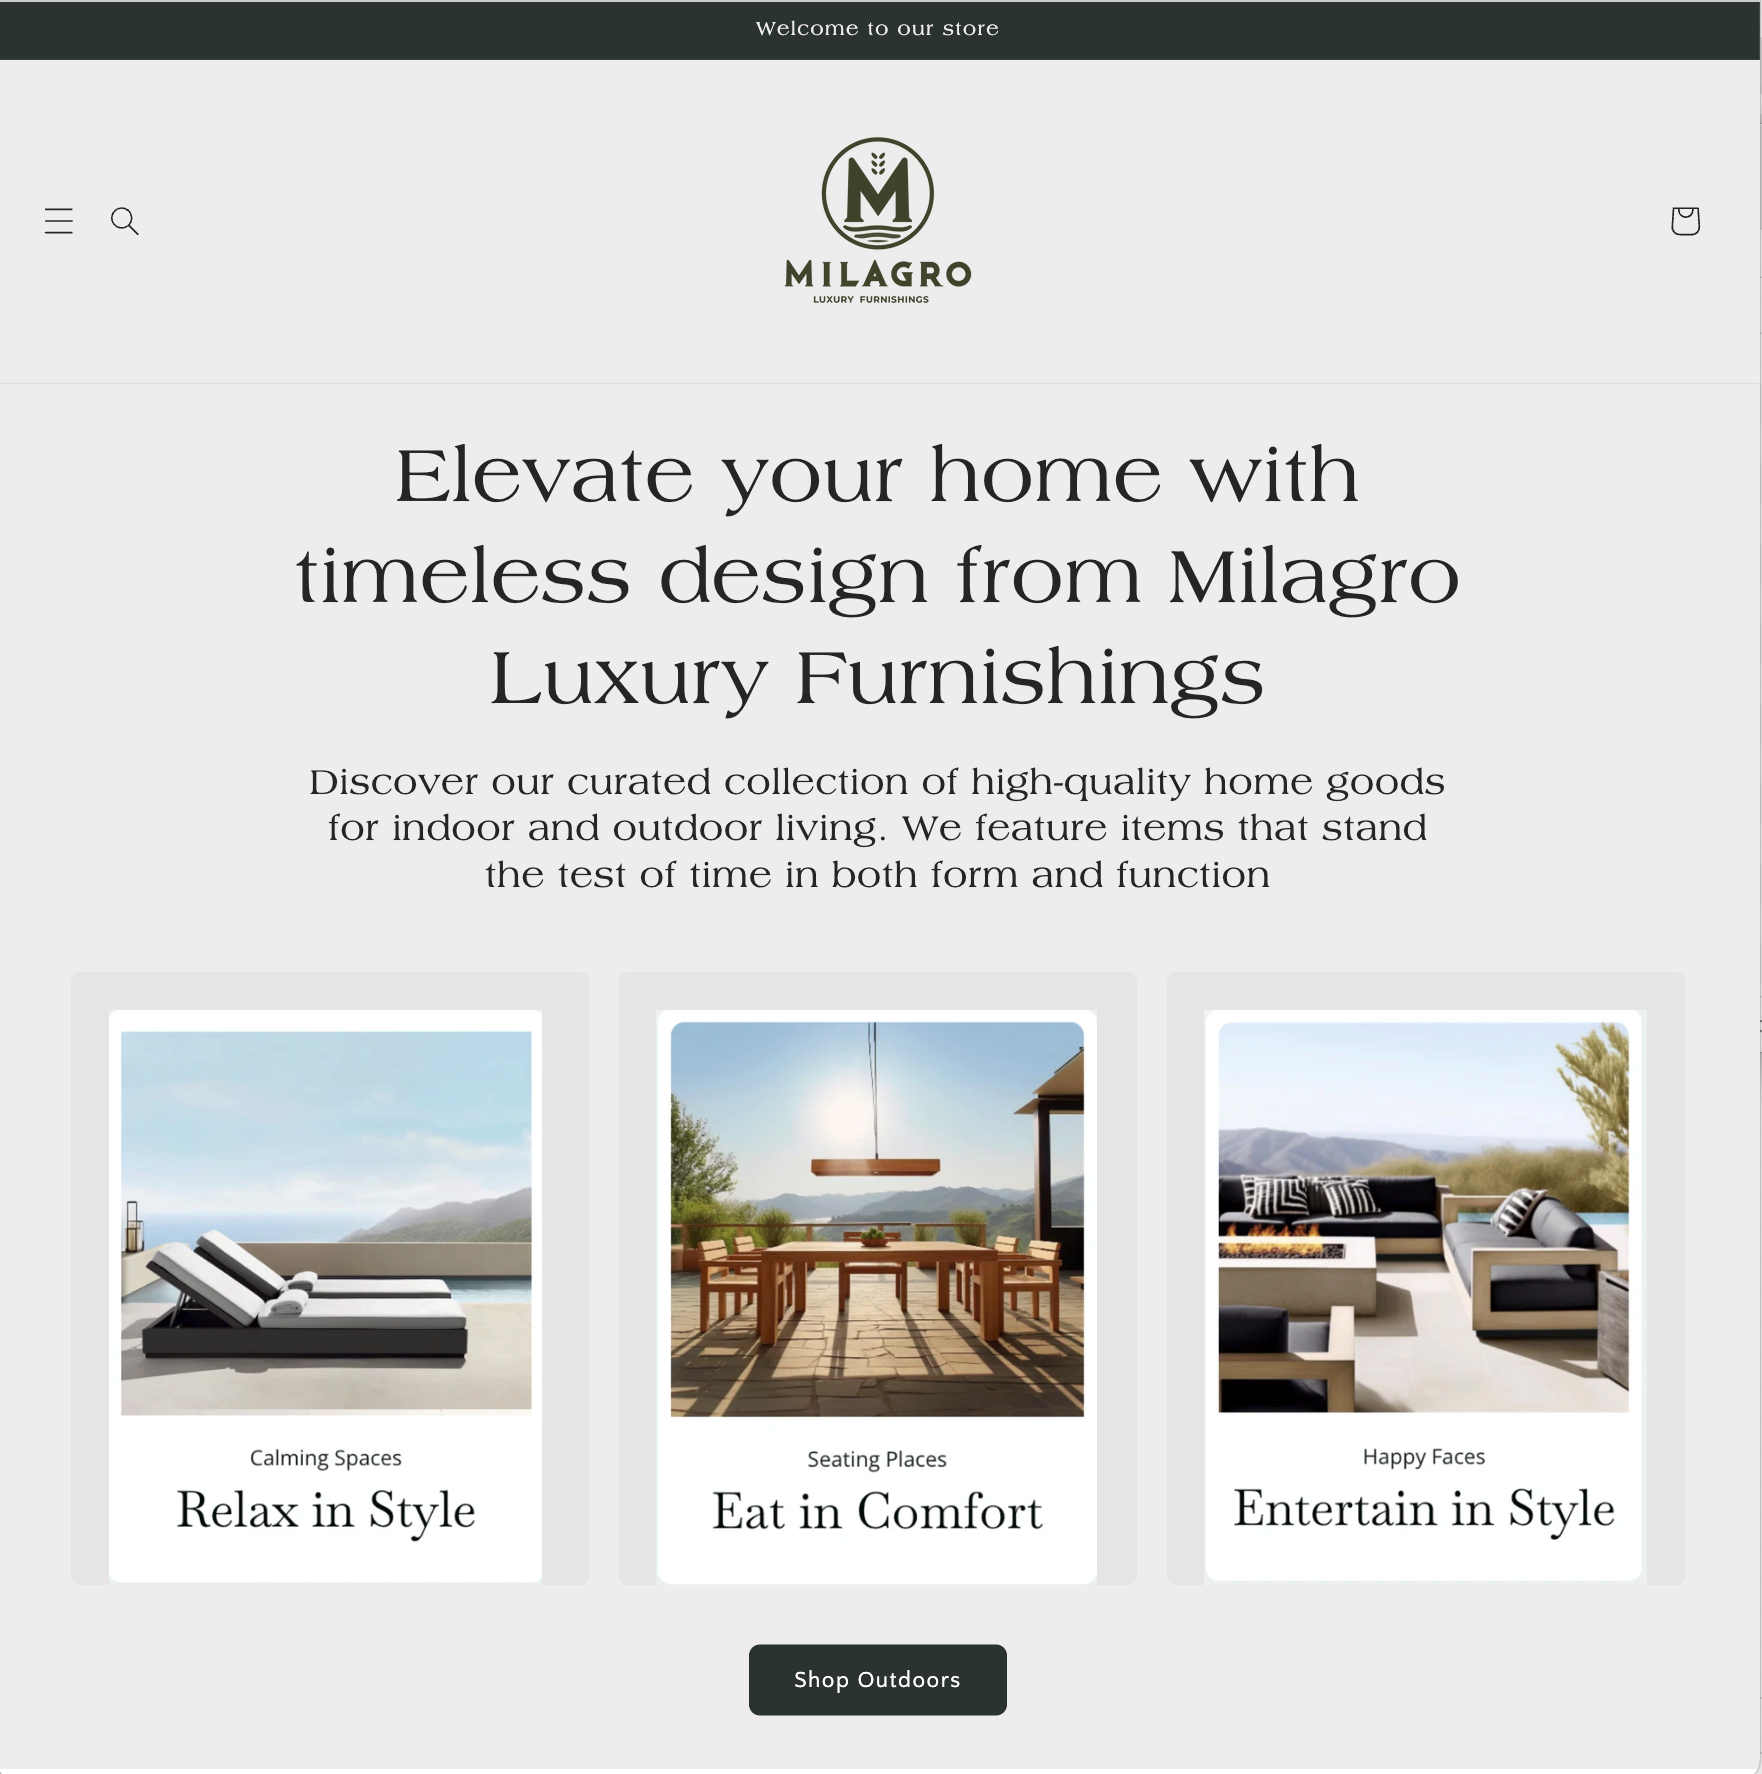 Welcome to our store
M
MILAGRO
LUXURY FURNISHINGS
Elevate your home with
timeless design from Milagro
Luxury Furnishings
Discover our curated collection of high-quality home goods
for indoor and outdoor living. We feature items that stand
the test of time in both form and function
Calming Spaces
Relax in Style
Seating Places
Eat in Comfort
Happy Faces
Entertain in Style
Shop Outdoors